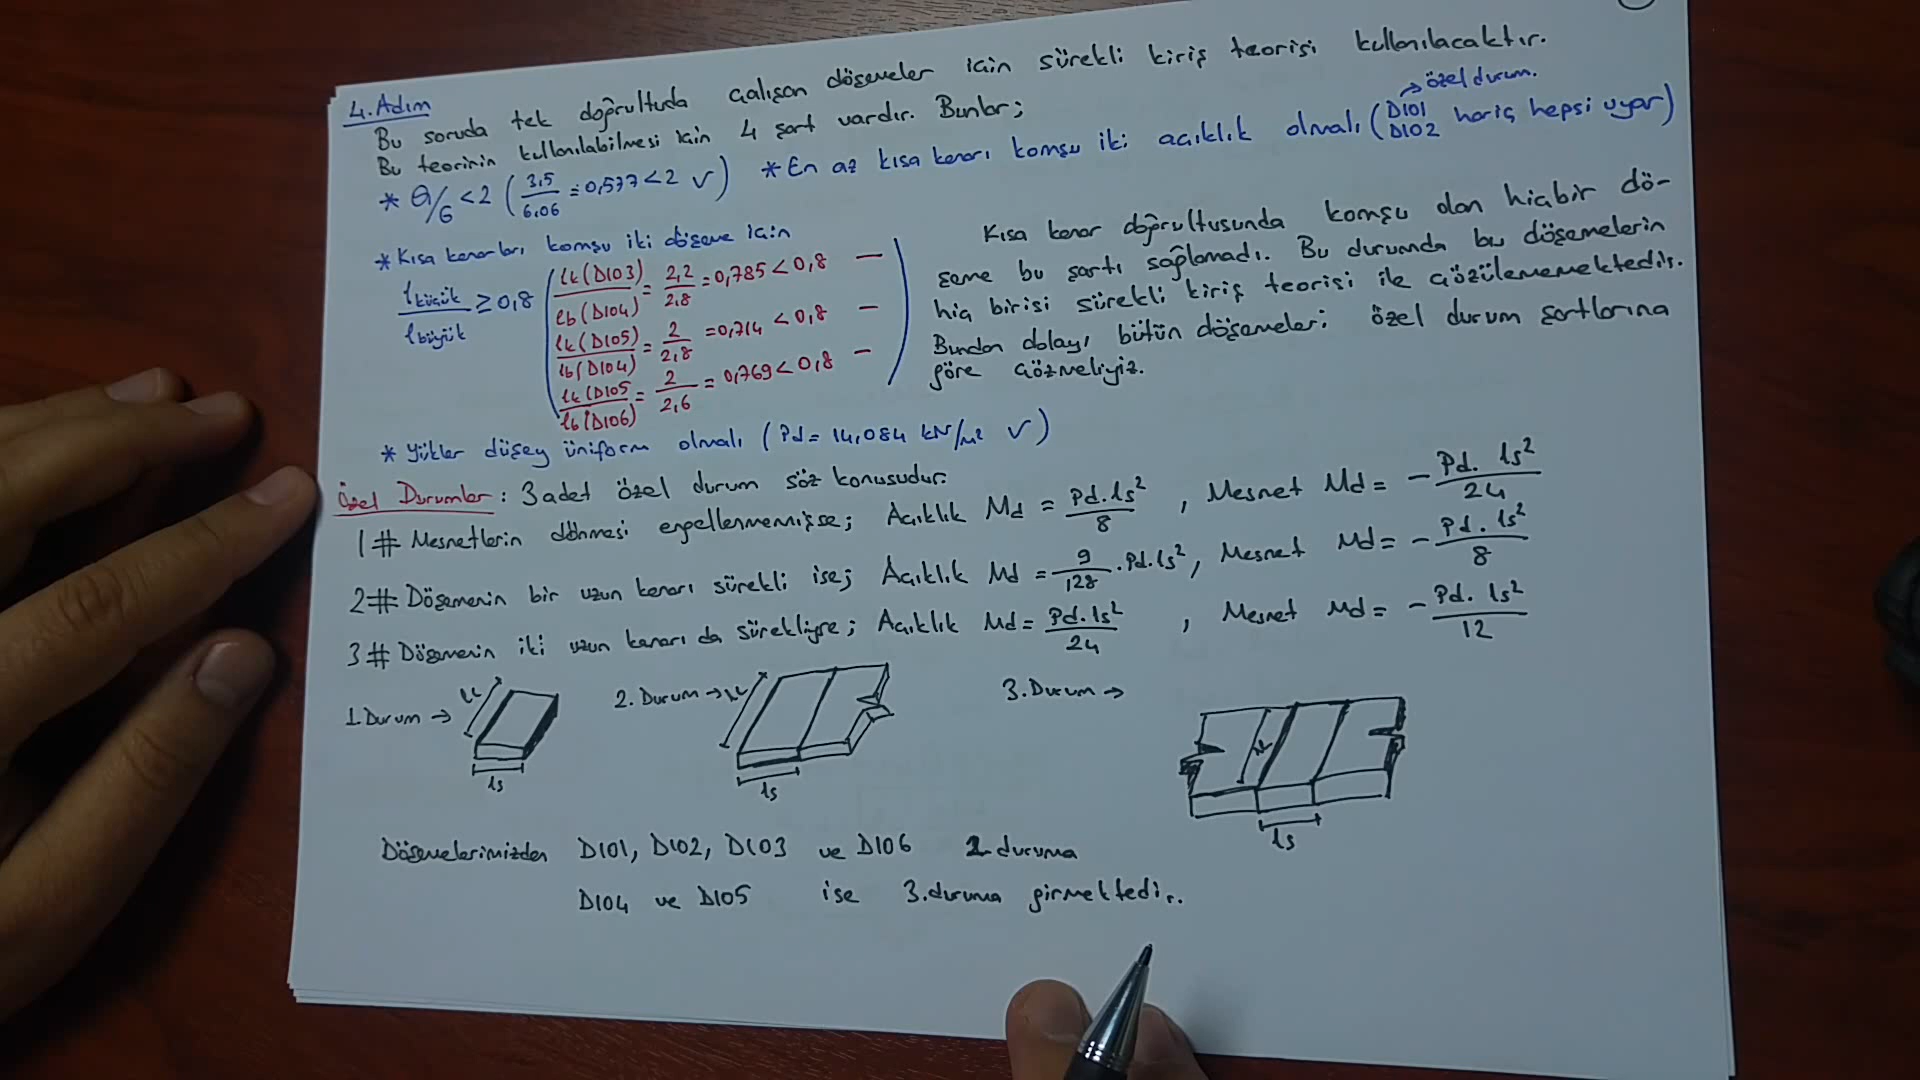 4. Adım
Bu soruda tek doğrultuda çalışan döşemeler için sürekli kiriş teorisi kullanılacaktır.
Bu teorinin kullanılabilmesi için 4 şart vardır. Bunlar;
→ özel durum.
* Q/G < 2 (3,5/6,06 = 0,577 < 2 √) * En az kısa kenarı komşu iki açıklık olmalı (D101 D102 hariç hepsi uyar)
* Kısa kenarları komşu iki döşeme için
lküçük/lbüyük ≥ 0,8
lk(D103)/lb(D104) = 2,2/2,8 = 0,785 < 0,8 —
lk(D105)/lb(D104) = 2/2,8 = 0,714 < 0,8 —
lk(D105/lb(D106) = 2/2,6 = 0,769 < 0,8 —
Kısa kenar doğrultusunda komşu olan hiçbir dö-
şeme bu şartı sağlamadı. Bu durumda bu döşemelerin
hiç birisi sürekli kiriş teorisi ile çözülememektedir.
Bundan dolayı bütün döşemeleri özel durum şartlarına
göre çözmeliyiz.
* Yükler düşey üniform olmalı (Pd = 14,084 kN/m² √)
Özel Durumlar : 3 adet özel durum söz konusudur.
1# Mesnetlerin dönmesi engellenmemişse; Açıklık Md = Pd.ls²/8 , Mesnet Md = - Pd.ls²/24
2# Döşemenin bir uzun kenarı sürekli ise; Açıklık Md = 9/128 . Pd.ls² , Mesnet Md = - Pd.ls²/8
3# Döşemenin iki uzun kenarı da sürekliyse; Açıklık Md = Pd.ls²/24 , Mesnet Md = - Pd.ls²/12
1.Durum → ll ls
2. Durum → ll ls
3. Durum → ll ls
Döşemelerimizden D101, D102, D103 ve D106 2.duruma
D104 ve D105 ise 3.duruma girmektedir.